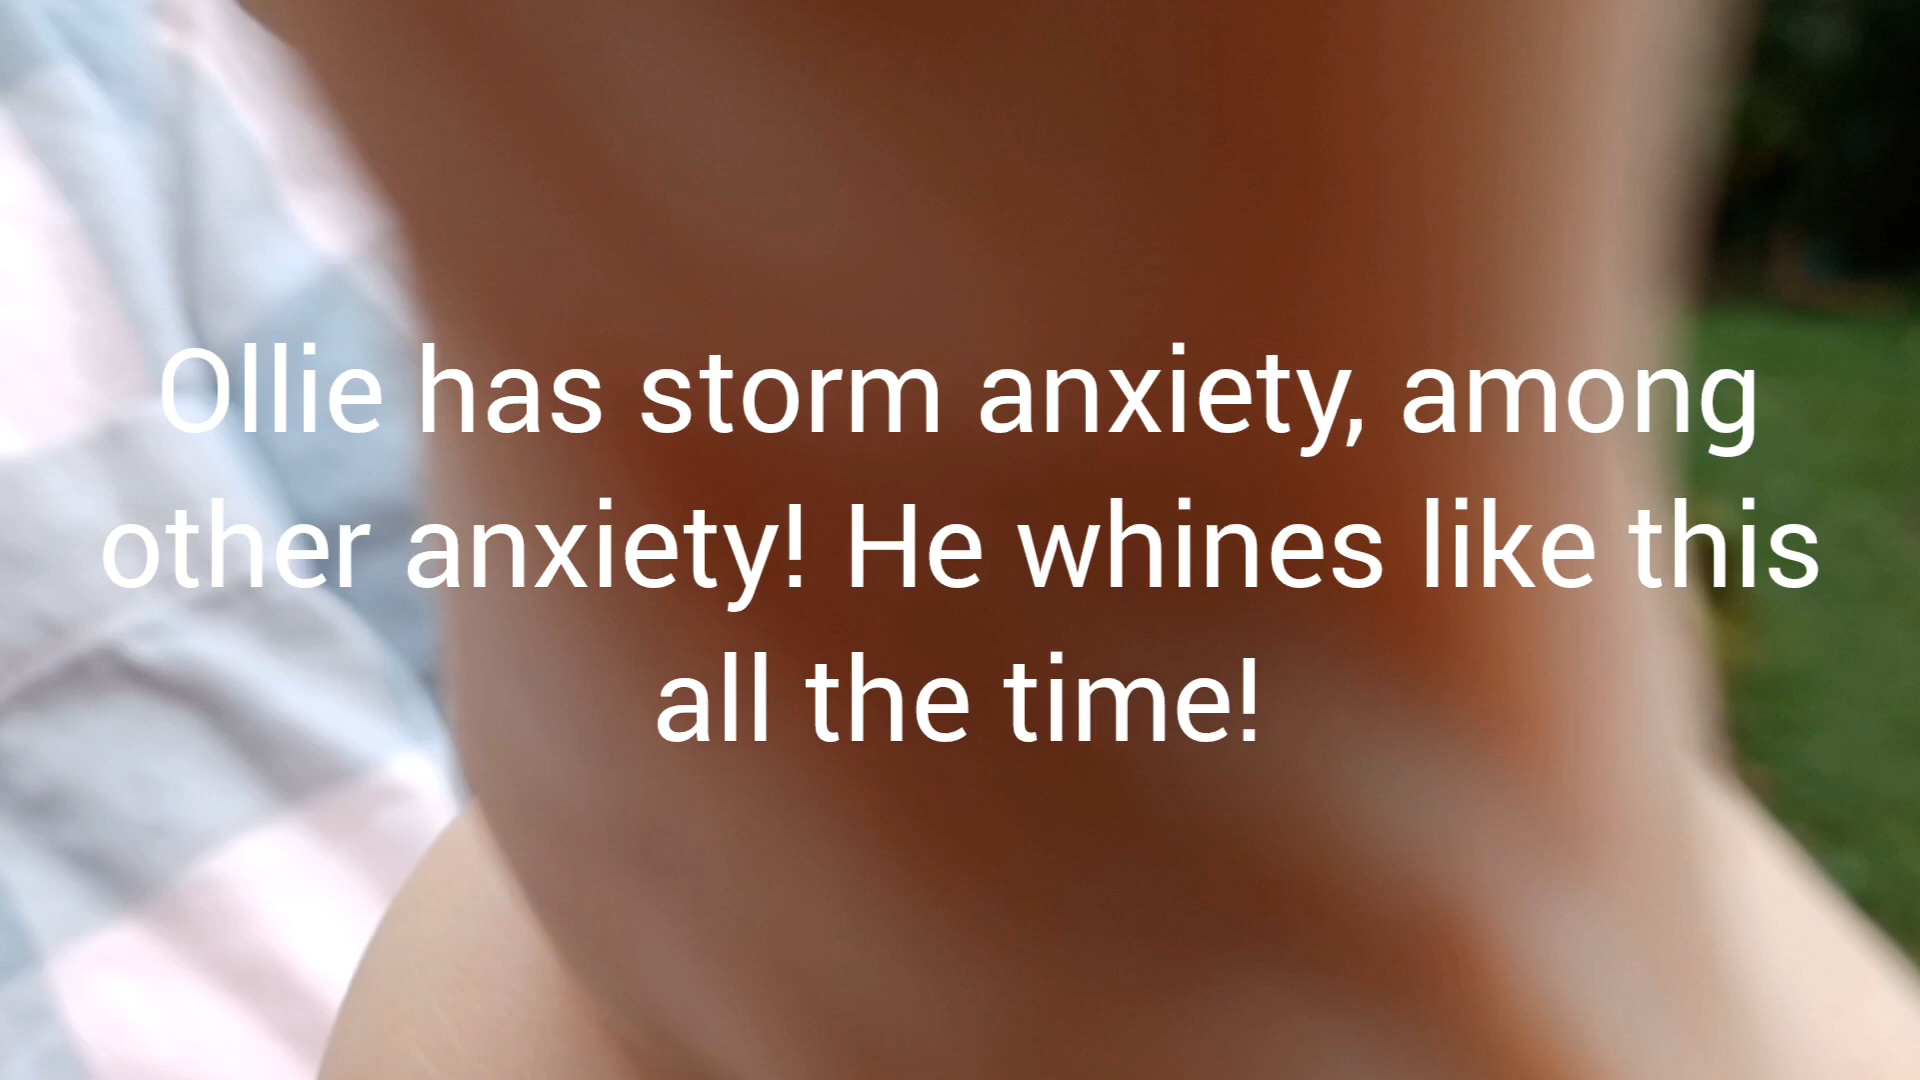 Ollie has storm anxiety, among
other anxiety! He whines like this
all the time!